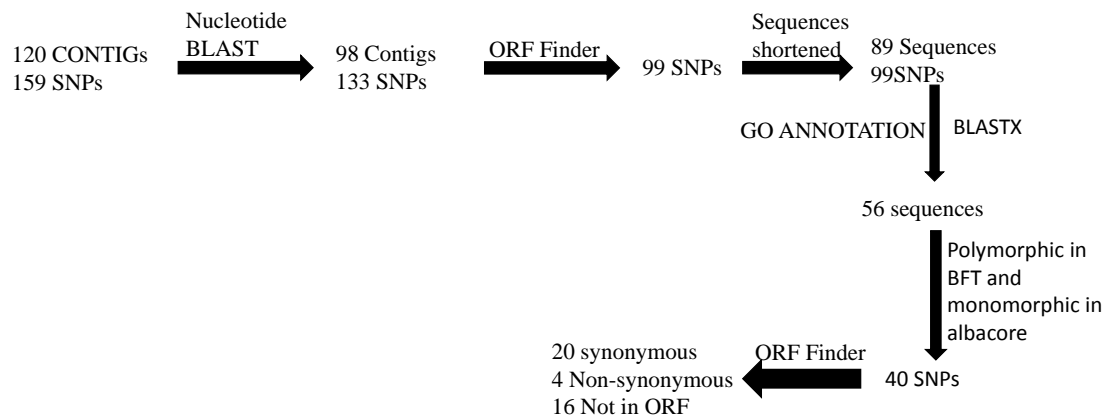 120 CONTIGs
159 SNPs
Nucleotide
BLAST
98 Contigs
133 SNPs
ORF Finder
99 SNPs
Sequences
shortened
89 Sequences
99SNPs
GO ANNOTATION
BLASTX
56 sequences
Polymorphic in
BFT and
monomorphic in
albacore
40 SNPs
ORF Finder
20 synonymous
4 Non-synonymous
16 Not in ORF